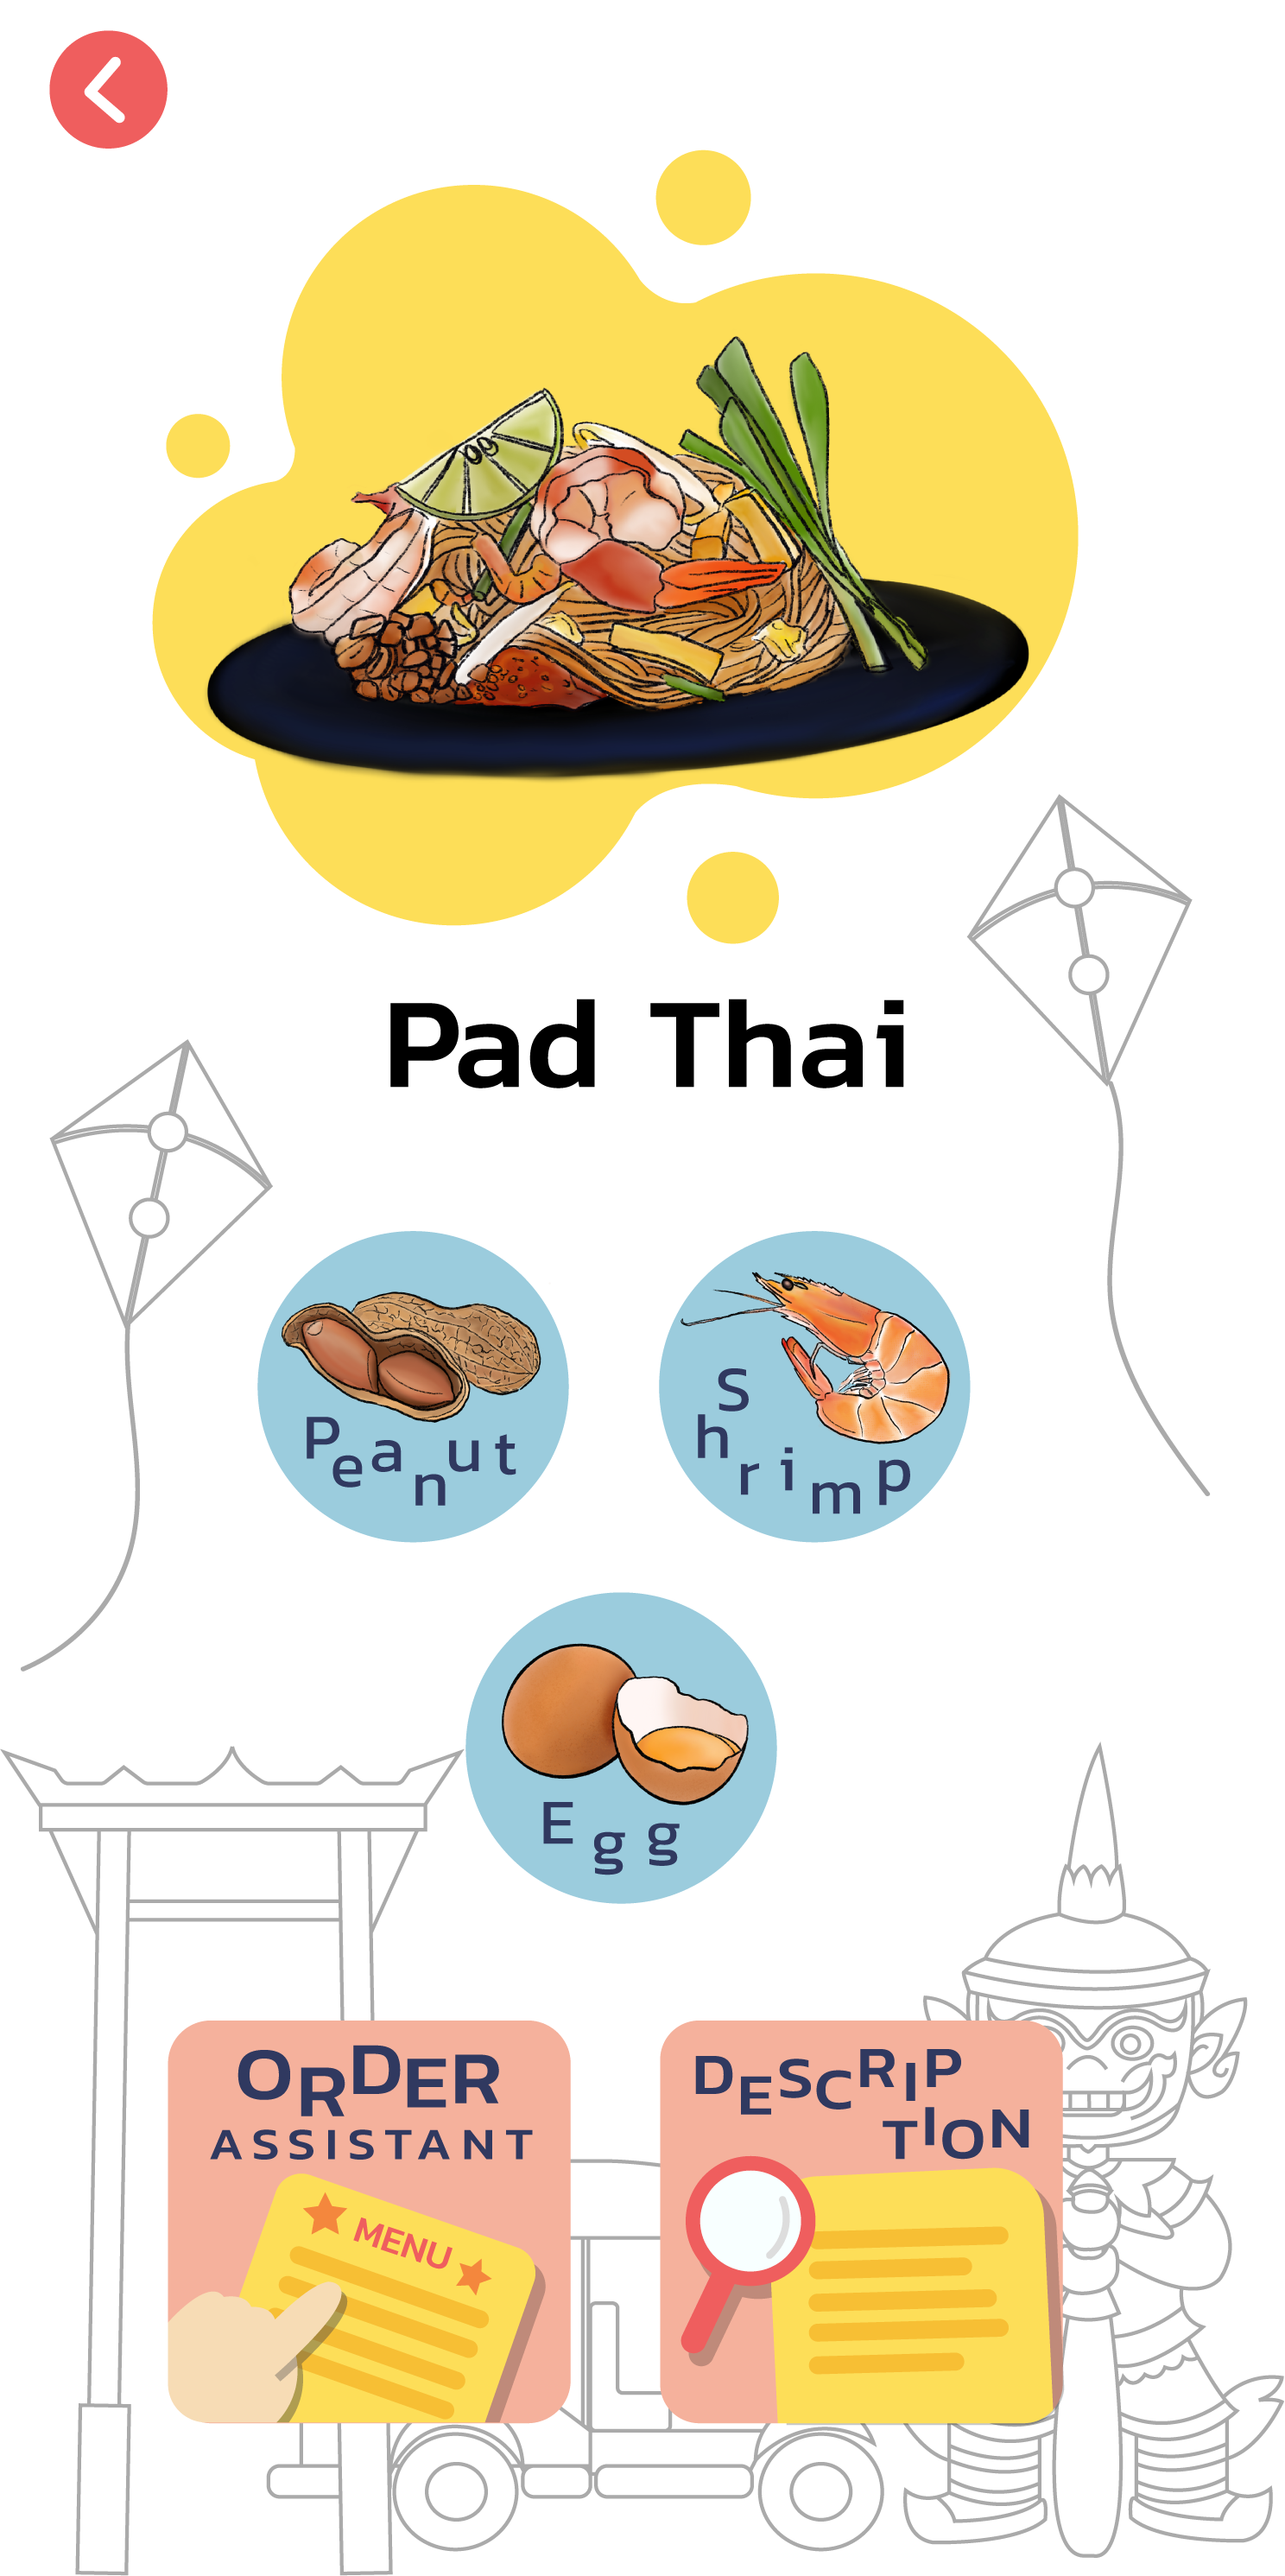 Pad Thai
Peanut
Shrimp
Egg
ORDER
ASSISTANT
MENU
DESCRIP
TION